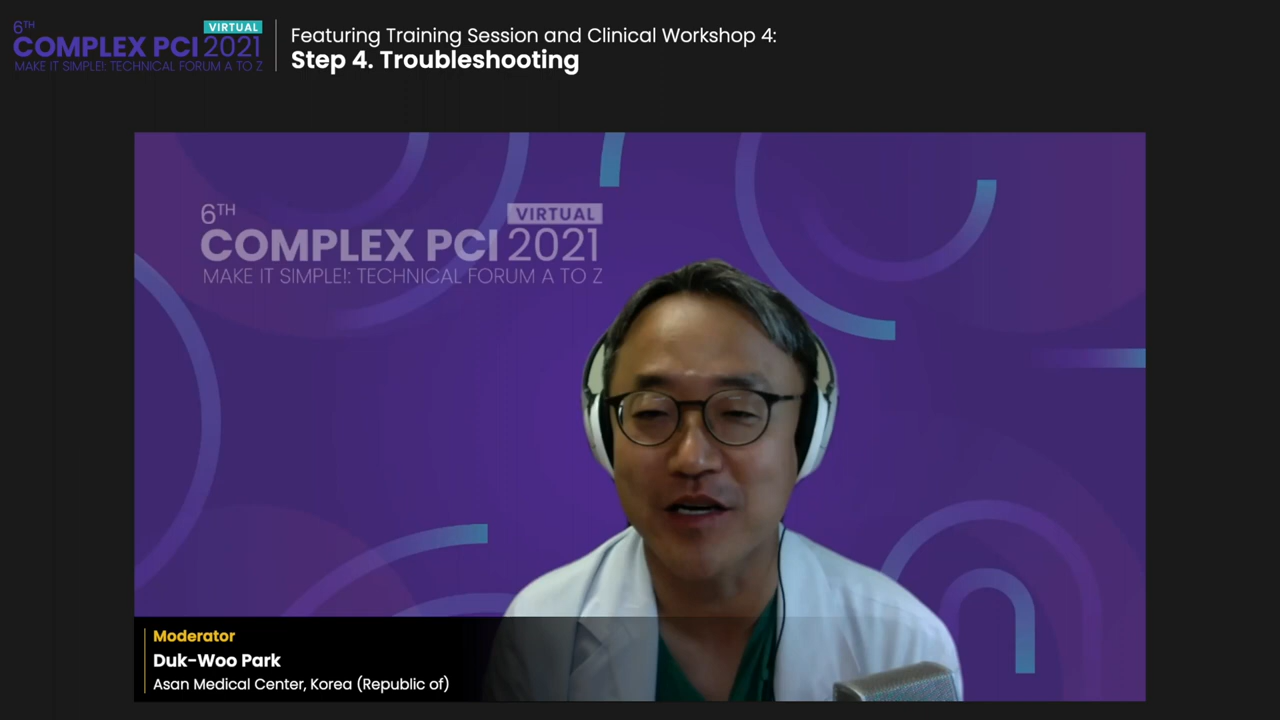 6TH
VIRTUAL
COMPLEX PCI 2021
MAKE IT SIMPLE!: TECHNICAL FORUM A TO Z
Featuring Training Session and Clinical Workshop 4:
Step 4. Troubleshooting
6TH
VIRTUAL
COMPLEX PCI 2021
MAKE IT SIMPLE!: TECHNICAL FORUM A TO Z
Moderator
Duk-Woo Park
Asan Medical Center, Korea (Republic of)